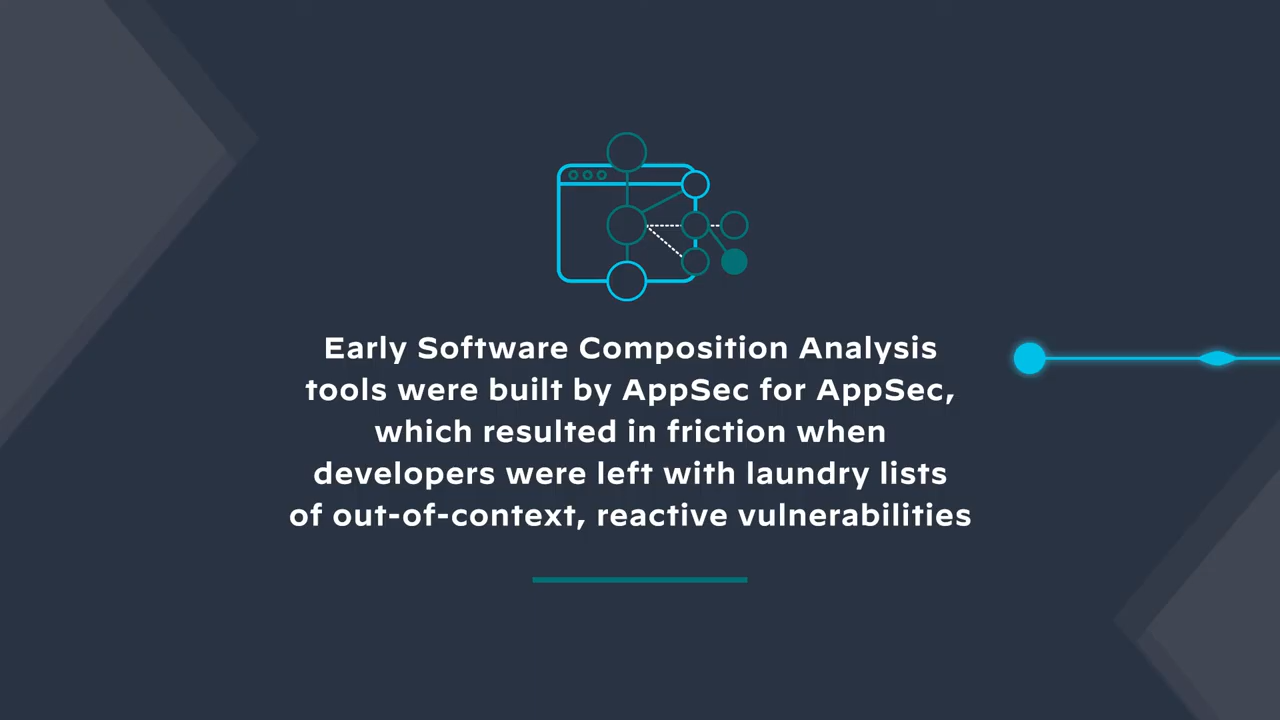 Early Software Composition Analysis
tools were built by AppSec for AppSec,
which resulted in friction when
developers were left with laundry lists
of out-of-context, reactive vulnerabilities